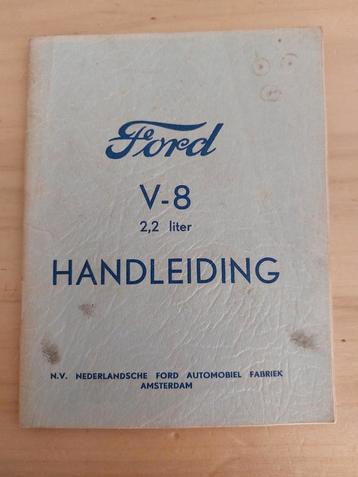 Ford
V-8
2,2 liter
HANDLEIDING
N.V. NEDERLANDSCHE FORD AUTOMOBIEL FABRIEK
AMSTERDAM